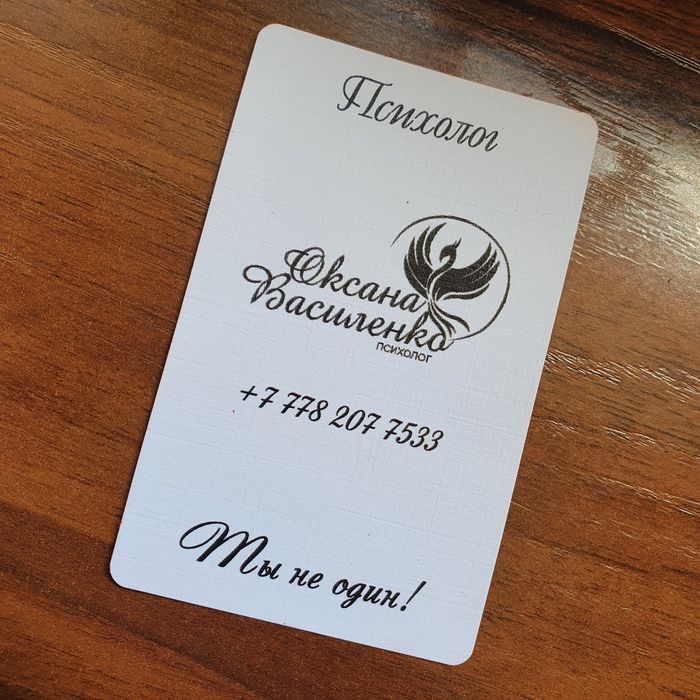 Психолог
Оксана
Василенко
ПСИХОЛОГ
+7 778 207 7533
Ты не один!